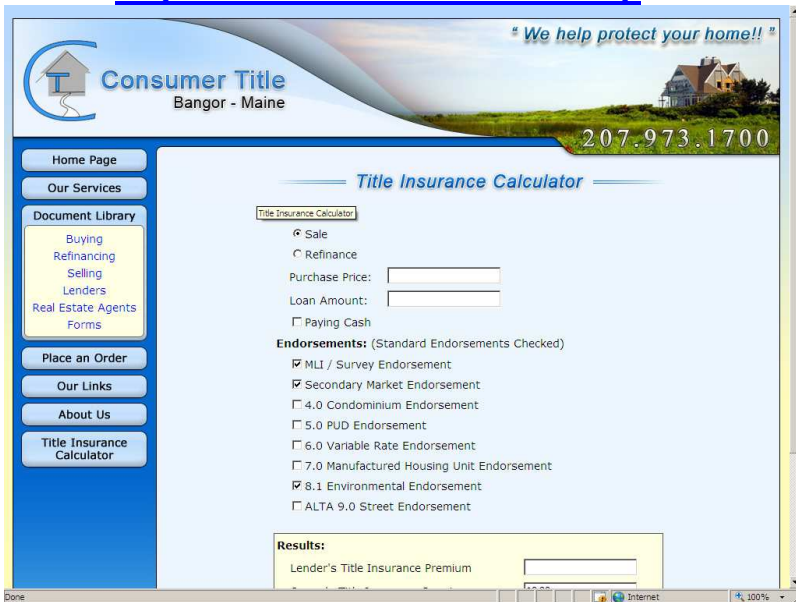 “ We help protect your home!! ”
Consumer Title
Bangor - Maine
207.973.1700
Home Page
Our Services
Document Library
Buying
Refinancing
Selling
Lenders
Real Estate Agents
Forms
Place an Order
Our Links
About Us
Title Insurance
Calculator
Title Insurance Calculator
Title Insurance Calculator
Sale
Refinance
Purchase Price:
Loan Amount:
Paying Cash
Endorsements: (Standard Endorsements Checked)
MLI / Survey Endorsement
Secondary Market Endorsement
4.0 Condominium Endorsement
5.0 PUD Endorsement
6.0 Variable Rate Endorsement
7.0 Manufactured Housing Unit Endorsement
8.1 Environmental Endorsement
ALTA 9.0 Street Endorsement
Results:
Lender's Title Insurance Premium
Done
Internet
100%